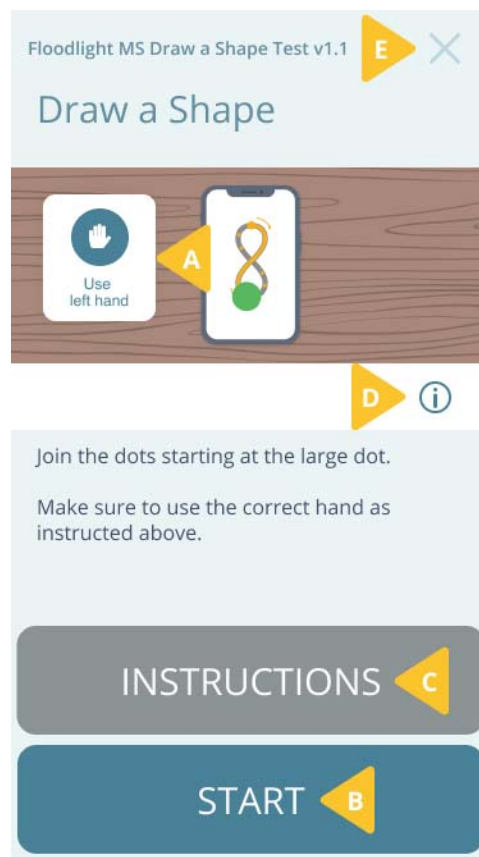 Floodlight MS Draw a Shape Test v1.1
E
Draw a Shape
A
Use
left hand
D
i
Join the dots starting at the large dot.
Make sure to use the correct hand as
instructed above.
INSTRUCTIONS
C
START
B